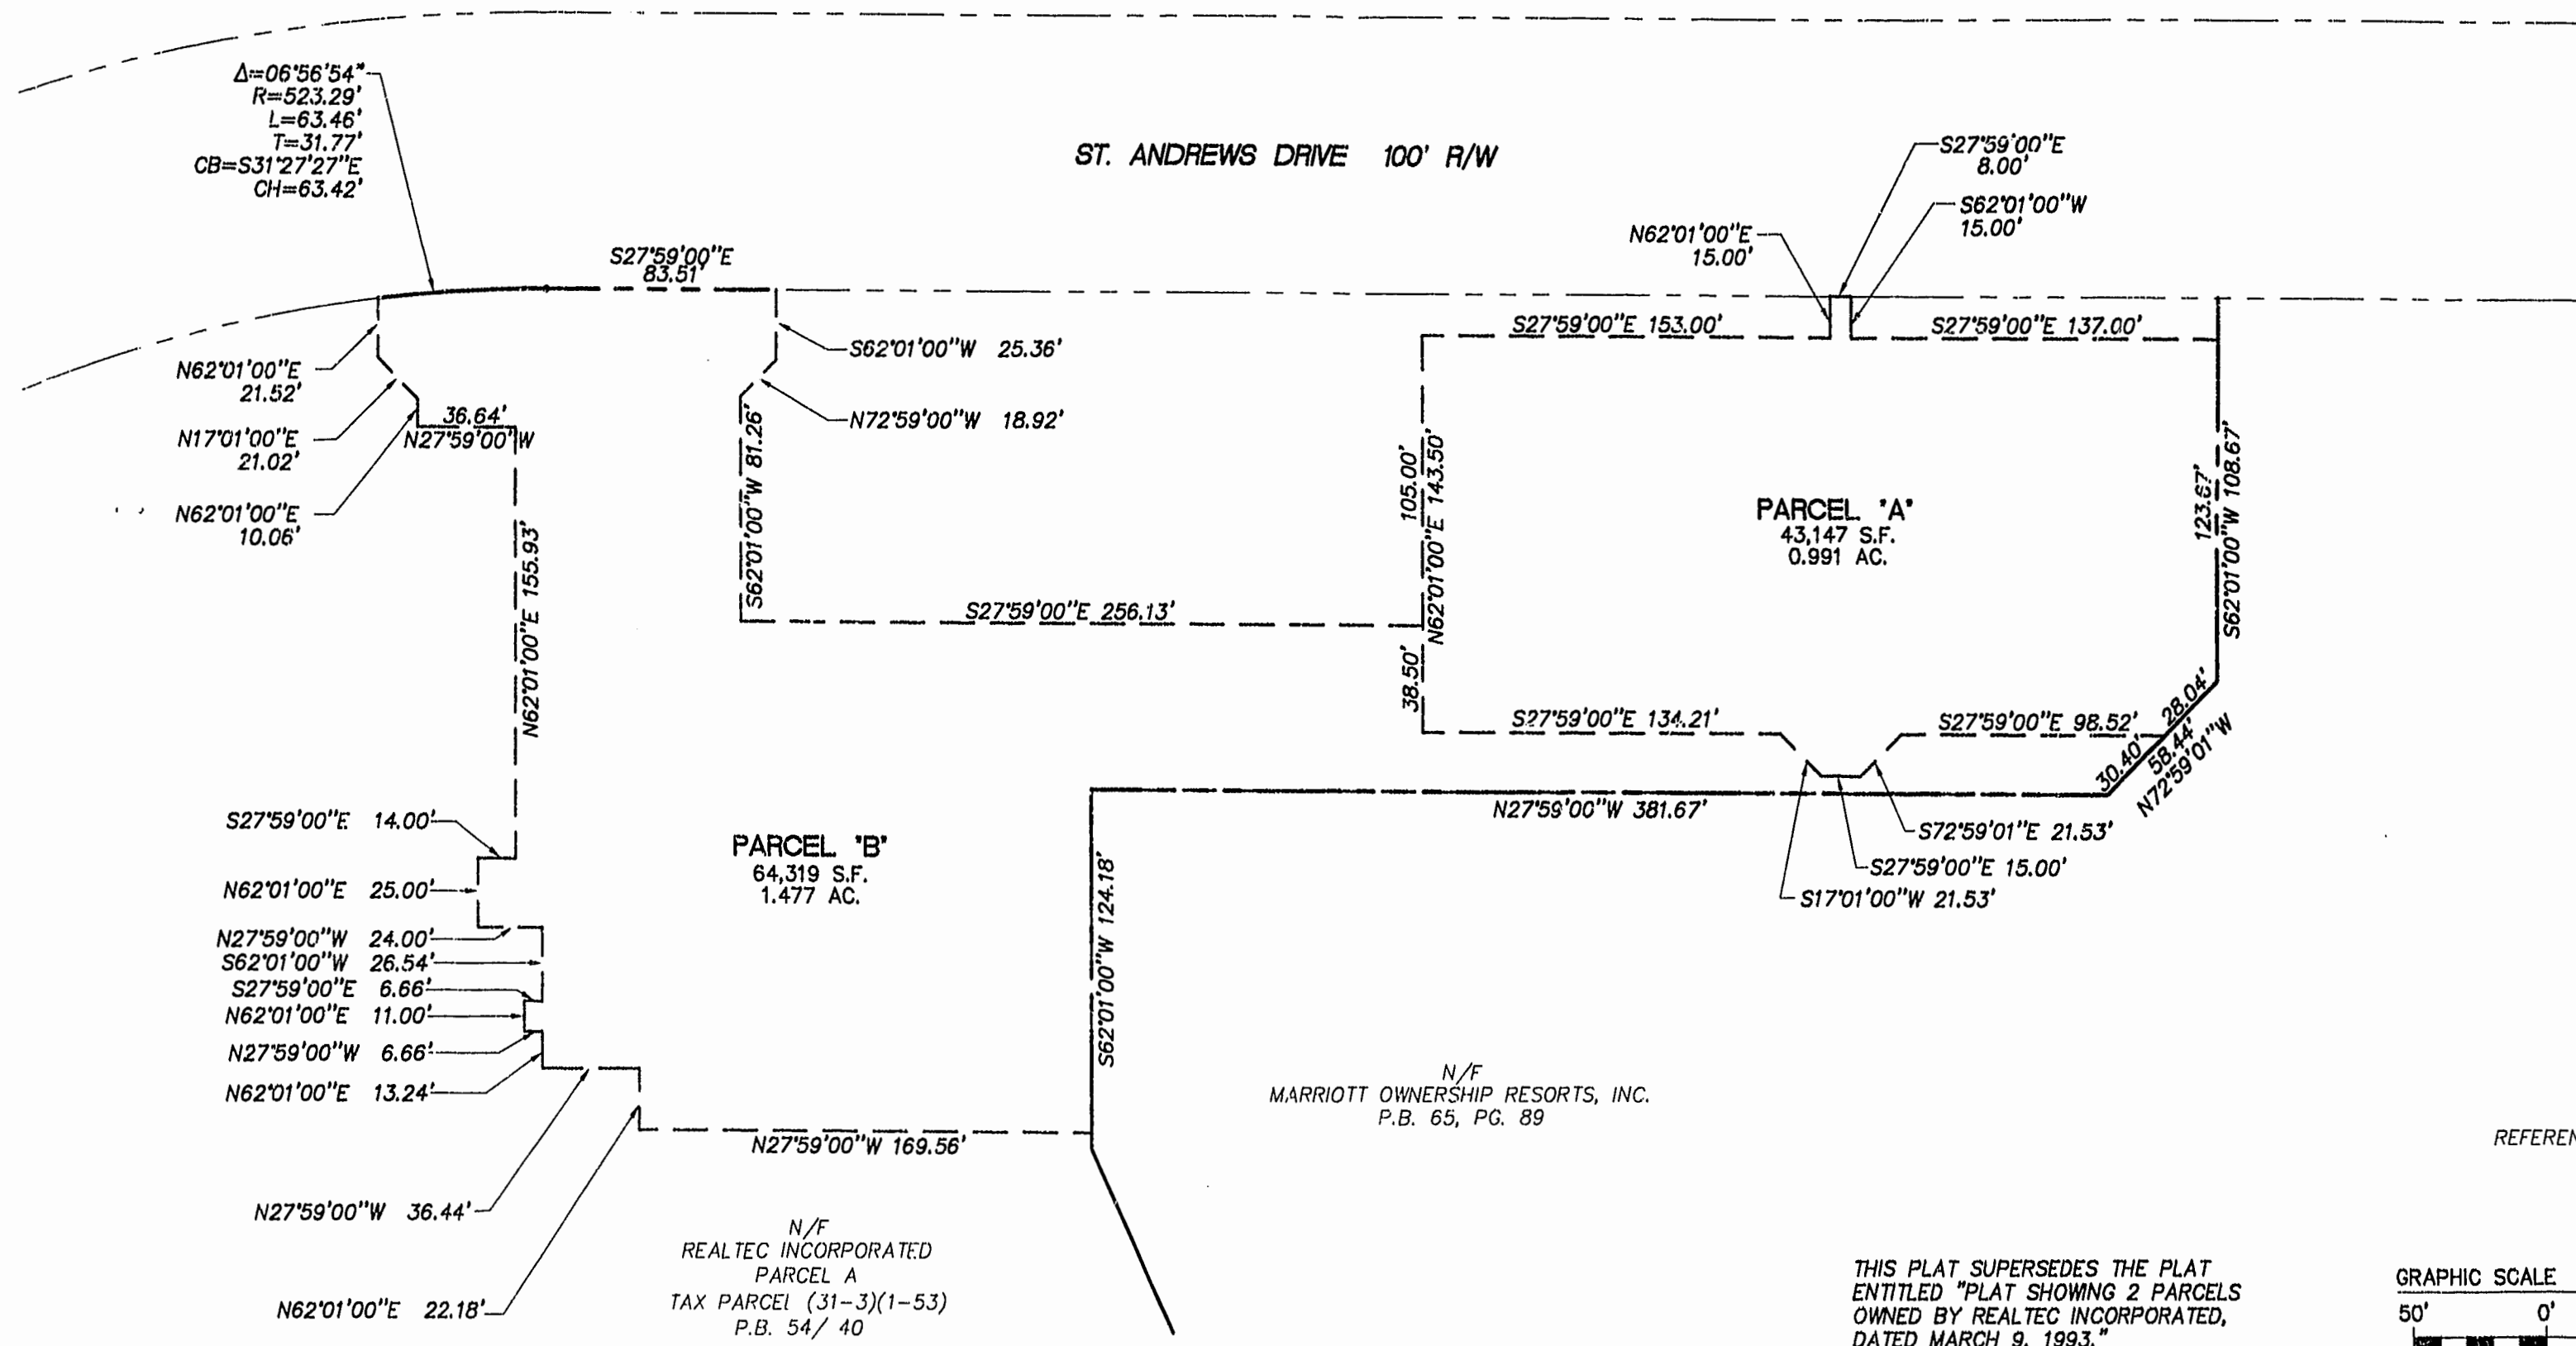 Δ=06°56'54"
R=523.29'
L=63.46'
T=31.77'
CB=S31°27'27"E
CH=63.42'
ST. ANDREWS DRIVE 100' R/W
S27°59'00"E
8.00'
S62°01'00"W
15.00'
N62°01'00"E
15.00'
S27°59'00"E
83.51'
S27°59'00"E 153.00'
S27°59'00"E 137.00'
S62°01'00"W 25.36'
N62°01'00"E
21.52'
N72°59'00"W 18.92'
36.64'
N27°59'00"W
N17°01'00"E
21.02'
N62°01'00"E
10.06'
S62°01'00"W 81.26'
105.00'
N62°01'00"E 143.50'
38.50'
PARCEL "A"
43,147 S.F.
0.991 AC.
123.67'
S62°01'00"W 108.67'
N62°01'00"E 155.93'
S27°59'00"E 256.13'
S27°59'00"E 134.21'
S27°59'00"E 98.52'
28.04'
30.40'
58.44'
N72°59'01"W
N27°59'00"W 381.67'
S72°59'01"E 21.53'
S27°59'00"E 15.00'
S17°01'00"W 21.53'
S27°59'00"E 14.00'
N62°01'00"E 25.00'
N27°59'00"W 24.00'
S62°01'00"W 26.54'
S27°59'00"E 6.66'
N62°01'00"E 11.00'
N27°59'00"W 6.66'
N62°01'00"E 13.24'
PARCEL "B"
64,319 S.F.
1.477 AC.
S62°01'00"W 124.18'
N27°59'00"W 169.56'
N27°59'00"W 36.44'
N62°01'00"E 22.18'
N/F
MARRIOTT OWNERSHIP RESORTS, INC.
P.B. 65, PG. 89
REFEREN
N/F
REALTEC INCORPORATED
PARCEL A
TAX PARCEL (31-3)(1-53)
P.B. 54/ 40
THIS PLAT SUPERSEDES THE PLAT
ENTITLED "PLAT SHOWING 2 PARCELS
OWNED BY REALTEC INCORPORATED,
DATED MARCH 9, 1993."
GRAPHIC SCALE
50' 0'